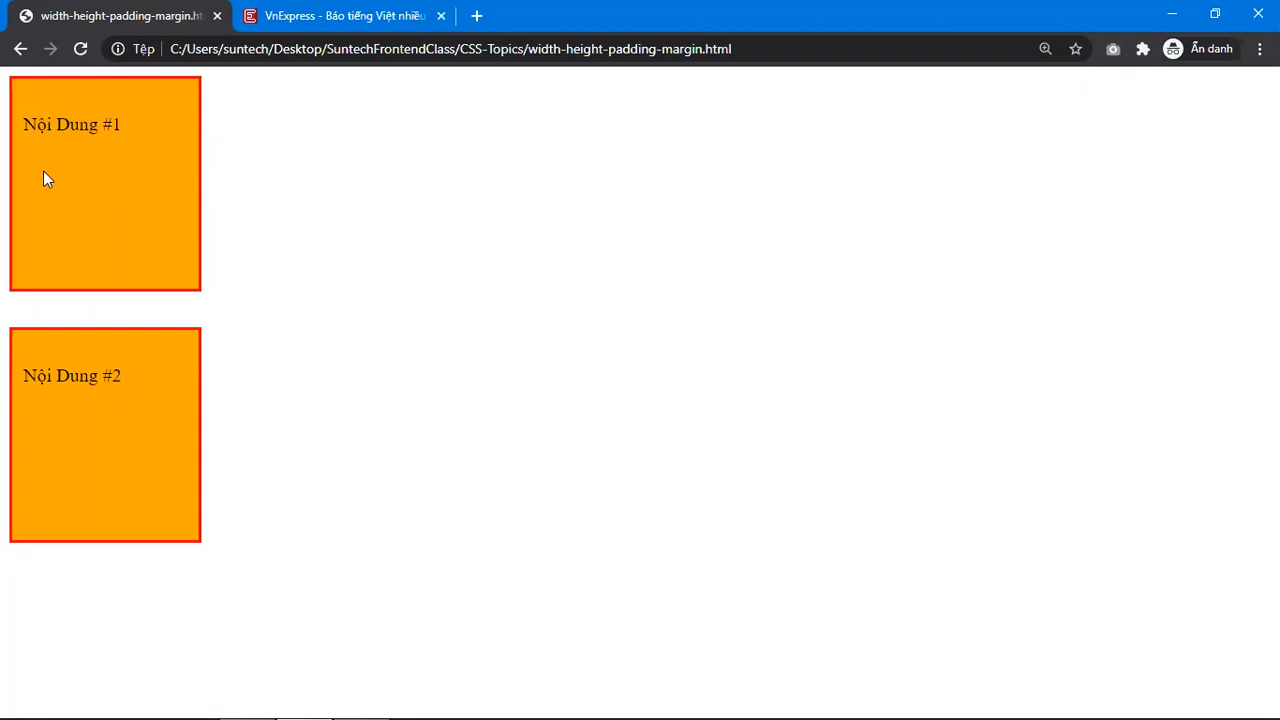 width-height-padding-margin.ht
VnExpress - Báo tiếng Việt nhiều
Tệp
C:/Users/suntech/Desktop/SuntechFrontendClass/CSS-Topics/width-height-padding-margin.html
Ẩn danh
Nội Dung #1
Nội Dung #2